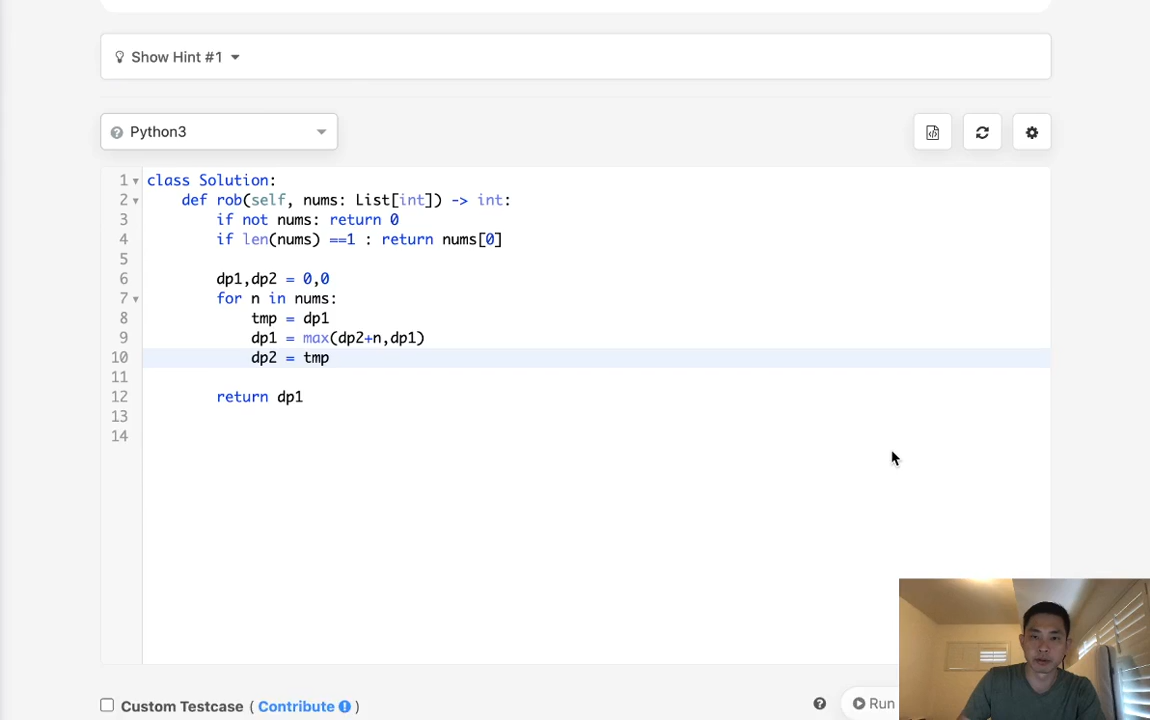 Show Hint #1
Python3
1 class Solution:
2 def rob(self, nums: List[int]) -> int:
3 if not nums: return 0
4 if len(nums) ==1 : return nums[0]
5
6 dp1,dp2 = 0,0
7 for n in nums:
8 tmp = dp1
9 dp1 = max(dp2+n,dp1)
10 dp2 = tmp
11
12 return dp1
13
14
Custom Testcase ( Contribute )
Run